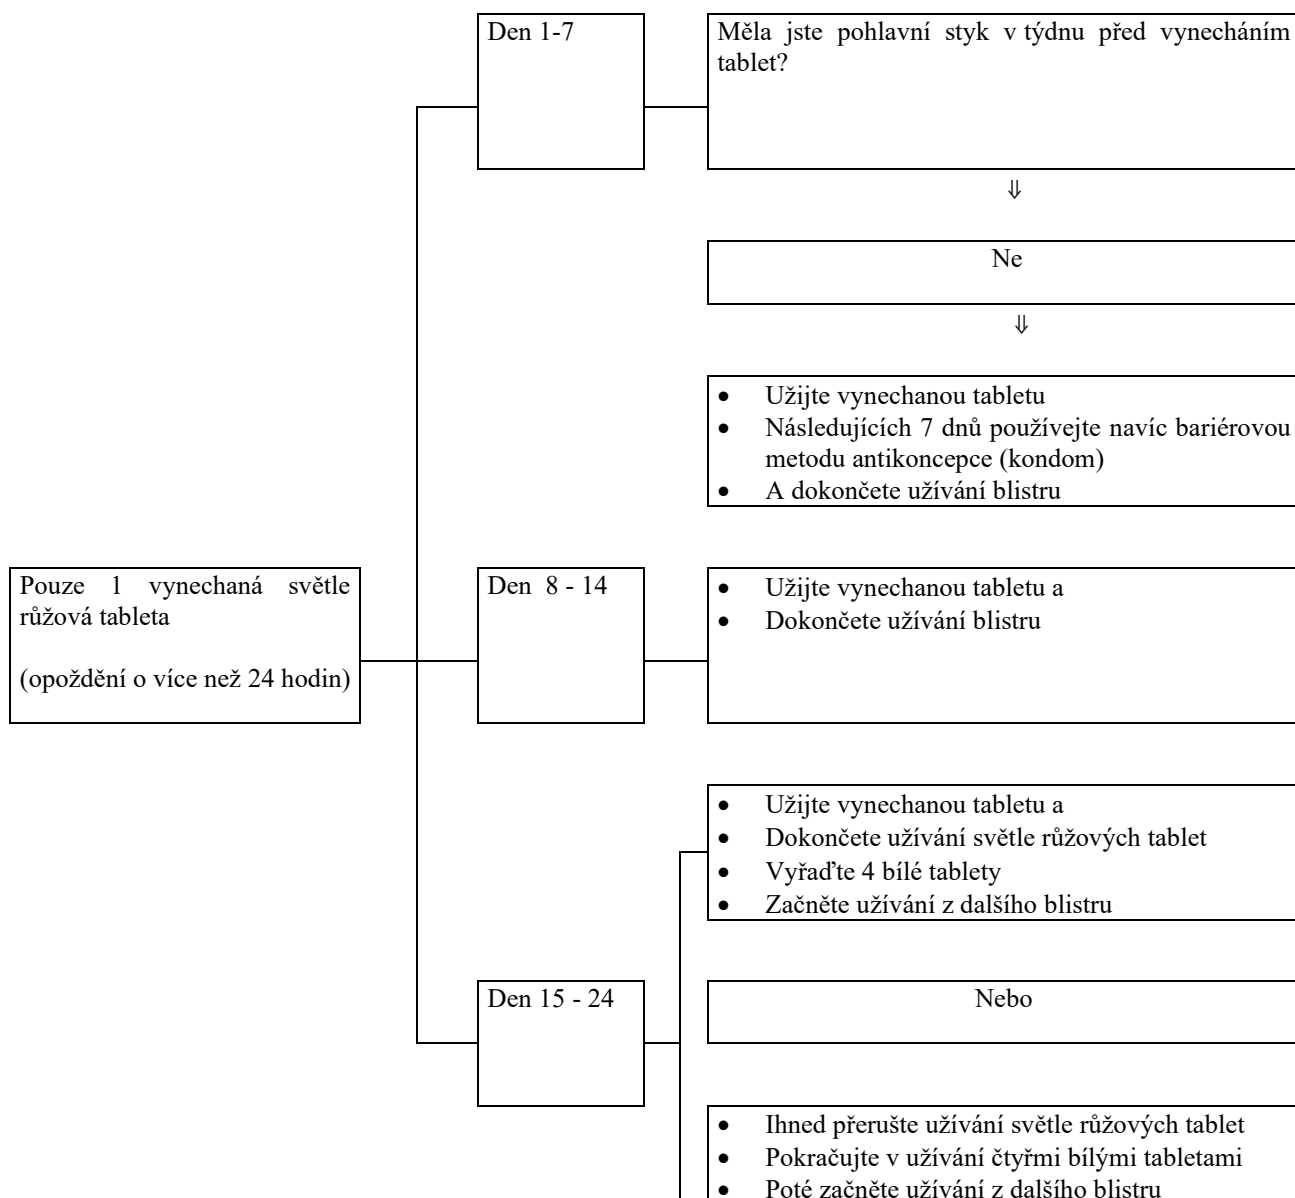 Den 1-7
Měla jste pohlavní styk v týdnu před vynecháním
tablet?
⇓
Ne
⇓
• Užijte vynechanou tabletu
• Následujících 7 dnů používejte navíc bariérovou
metodu antikoncepce (kondom)
• A dokončete užívání blistru
Pouze 1 vynechaná světle
růžová tableta
(opoždění o více než 24 hodin)
Den 8 - 14
• Užijte vynechanou tabletu a
• Dokončete užívání blistru
• Užijte vynechanou tabletu a
• Dokončete užívání světle růžových tablet
• Vyřaďte 4 bílé tablety
• Začněte užívání z dalšího blistru
Den 15 - 24
Nebo
• Ihned přerušte užívání světle růžových tablet
• Pokračujte v užívání čtyřmi bílými tabletami
• Poté začněte užívání z dalšího blistru